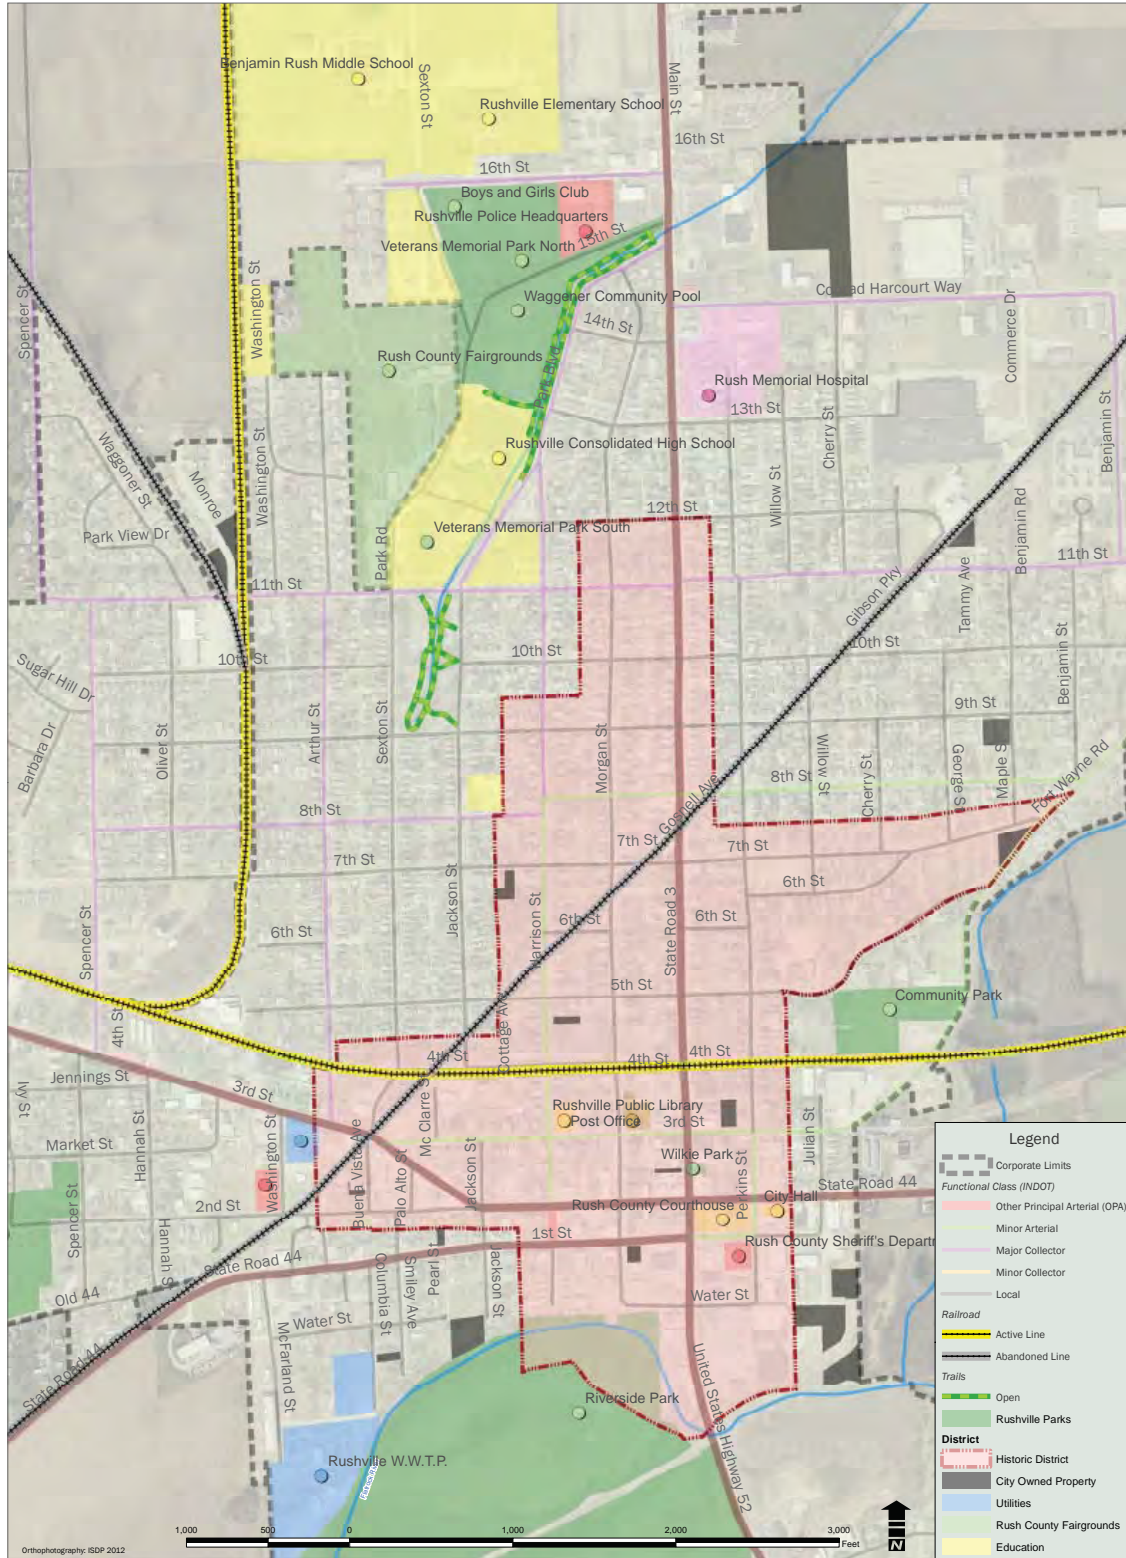 Benjamin Rush Middle School
Sexton St
Main St
Rushville Elementary School
16th St
16th St
Boys and Girls Club
Rushville Police Headquarters
15th St
Veterans Memorial Park North
Washington St
Spencer St
Waggener Community Pool
Conrad Harcourt Way
14th St
Commerce Dr
Rush County Fairgrounds
Park Blvd
Rush Memorial Hospital
13th St
Cherry St
Benjamin St
Rushville Consolidated High School
Waggoner St
Monroe
Washington St
Willow St
12th St
Veterans Memorial Park South
Park View Dr
Park Rd
Benjamin Rd
11th St
11th St
Gibson Pky
Tammy Ave
10th St
10th St
10th St
Sugar Hill Dr
Benjamin St
9th St
Barbara Dr
Oliver St
Arthur St
Sexton St
Morgan St
Willow St
Cherry St
George S
Maple S
8th St
Fort Wayne Rd
Gosnell Ave
8th St
7th St
7th St
7th St
6th St
Jackson St
Harrison St
6th St
6th St
6th St
State Road 3
Spencer St
5th St
Community Park
4th St
Cottage Ave
4th St
4th St
4th St
Jennings St
3rd St
Ivy St
Mc Clarre S
Rushville Public Library
Post Office
3rd St
Market St
Hannah St
Washington St
Buena Vista Ave
Palo Alto St
Jackson St
Wilkie Park
Julian St
Perkins St
State Road 44
City Hall
2nd St
Spencer St
Rush County Courthouse
1st St
Rush County Sheriff's Departm
Hannah S
State Road 44
Columbia St
Smiley Ave
Pearl St
Jackson St
Old 44
Water St
Water St
McFarland St
State Road 44
Riverside Park
United States Highway 52
Rushville W.W.T.P.
Legend
Corporate Limits
Functional Class (INDOT)
Other Principal Arterial (OPA)
Minor Arterial
Major Collector
Minor Collector
Local
Railroad
Active Line
Abandoned Line
Trails
Open
Rushville Parks
District
Historic District
City Owned Property
Utilities
Rush County Fairgrounds
Education
1,000 500 0 1,000 2,000 3,000
Feet
N
Orthophotography: ISDP 2012